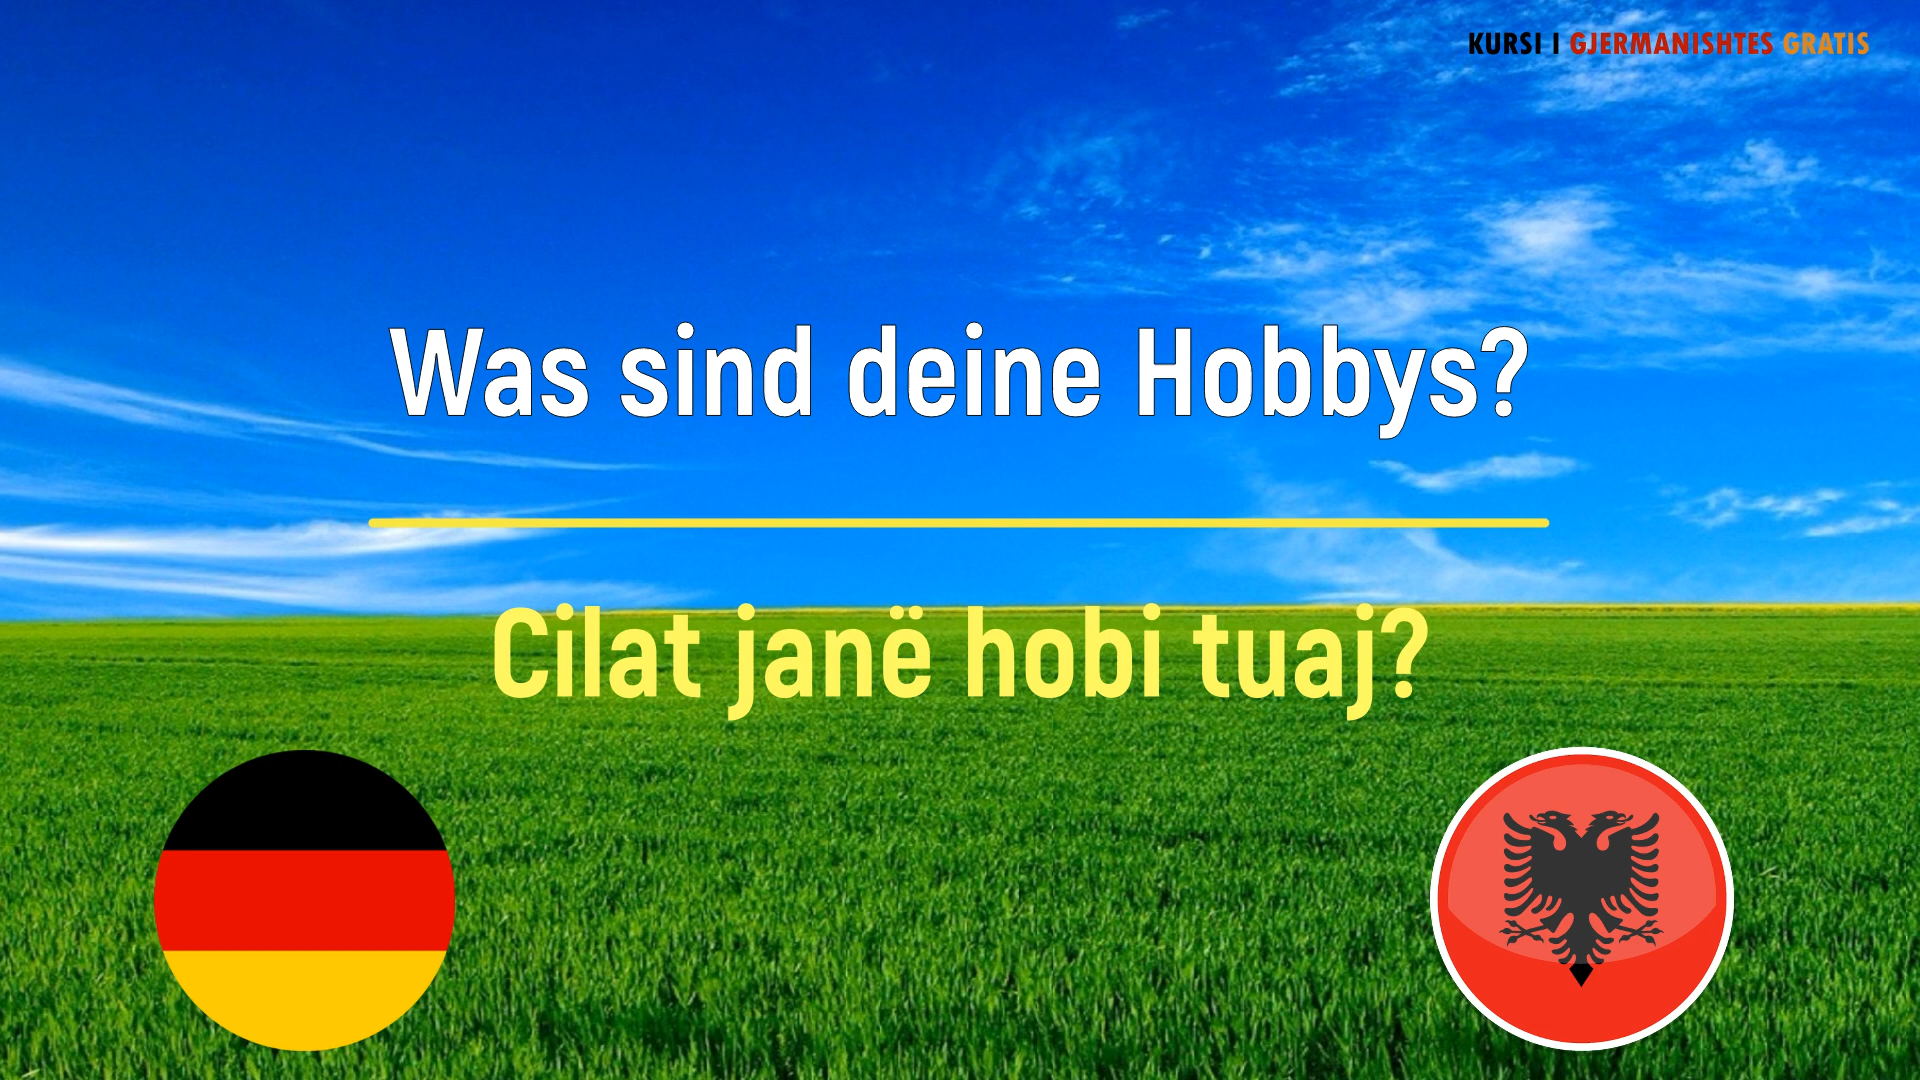 KURSI I GJERMANISHTES GRATIS
Was sind deine Hobbys?
Cilat janë hobi tuaj?